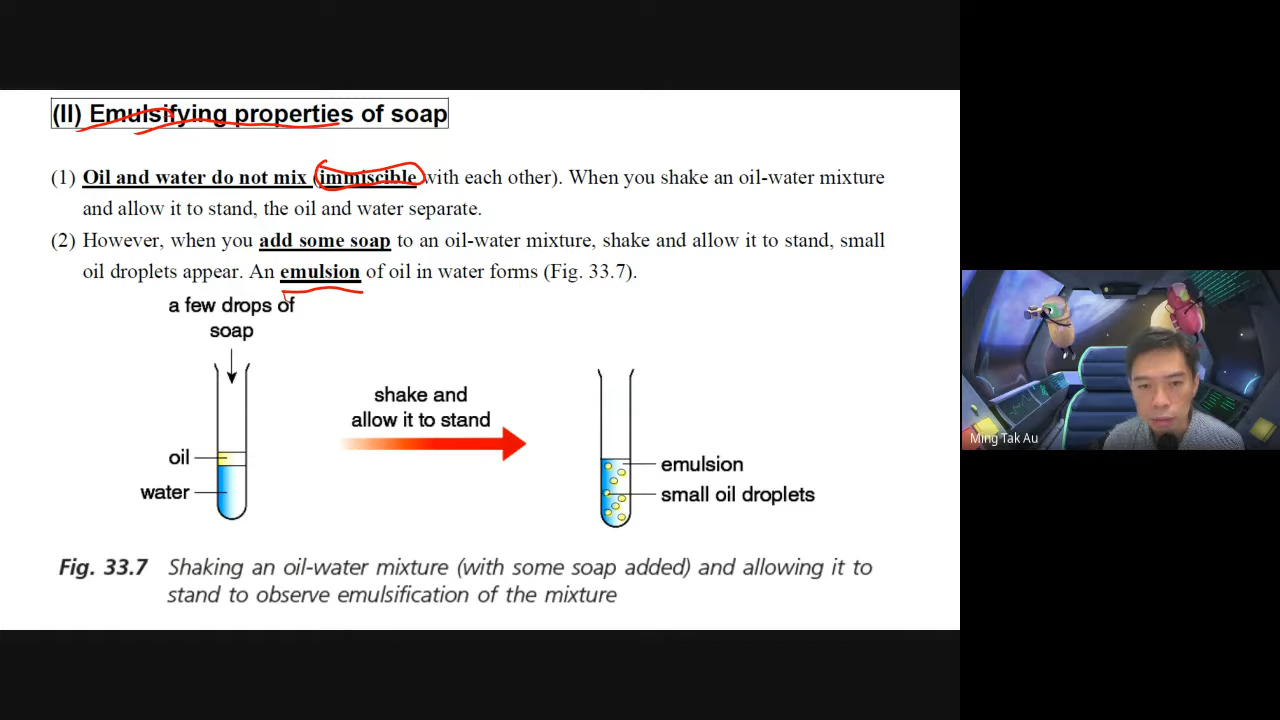 (II) Emulsifying properties of soap
(1) Oil and water do not mix (immiscible with each other). When you shake an oil-water mixture
and allow it to stand, the oil and water separate.
(2) However, when you add some soap to an oil-water mixture, shake and allow it to stand, small
oil droplets appear. An emulsion of oil in water forms (Fig. 33.7).
a few drops of
soap
shake and
allow it to stand
oil
water
emulsion
small oil droplets
Fig. 33.7 Shaking an oil-water mixture (with some soap added) and allowing it to
stand to observe emulsification of the mixture
Ming Tak Au